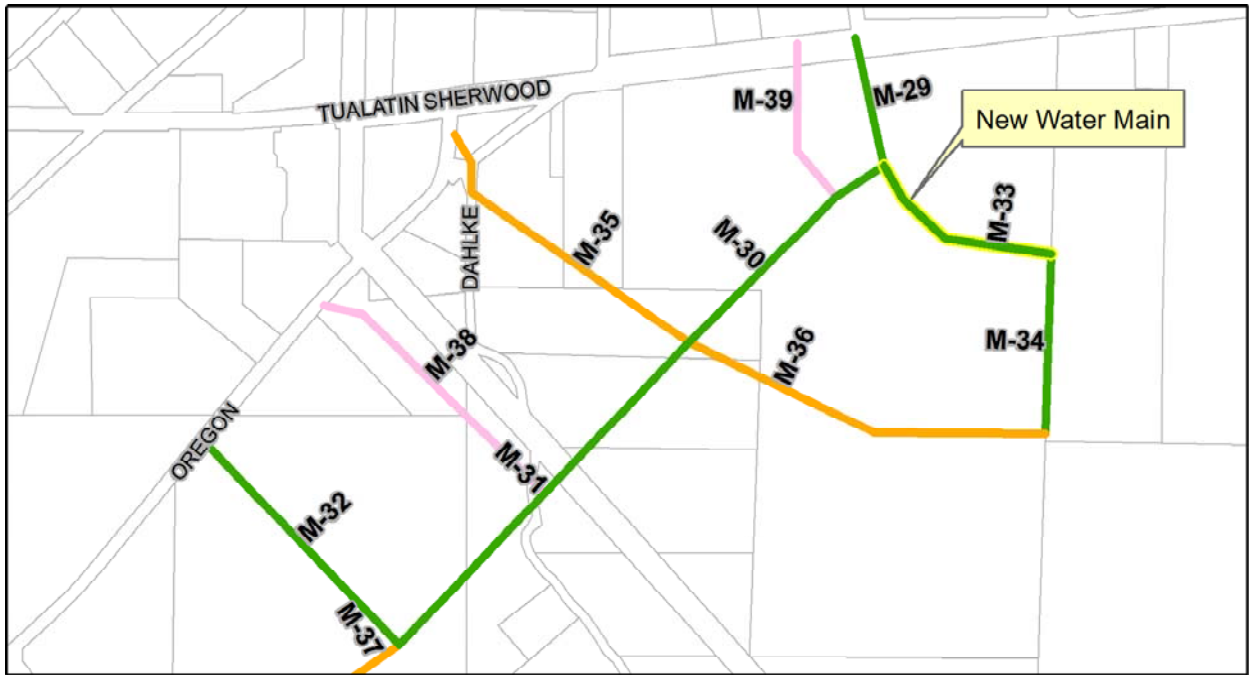 TUALATIN SHERWOOD
M-39
M-29
New Water Main
M-35
DAHLKE
M-30
M-33
M-38
M-36
M-34
OREGON
M-31
M-32
M-37